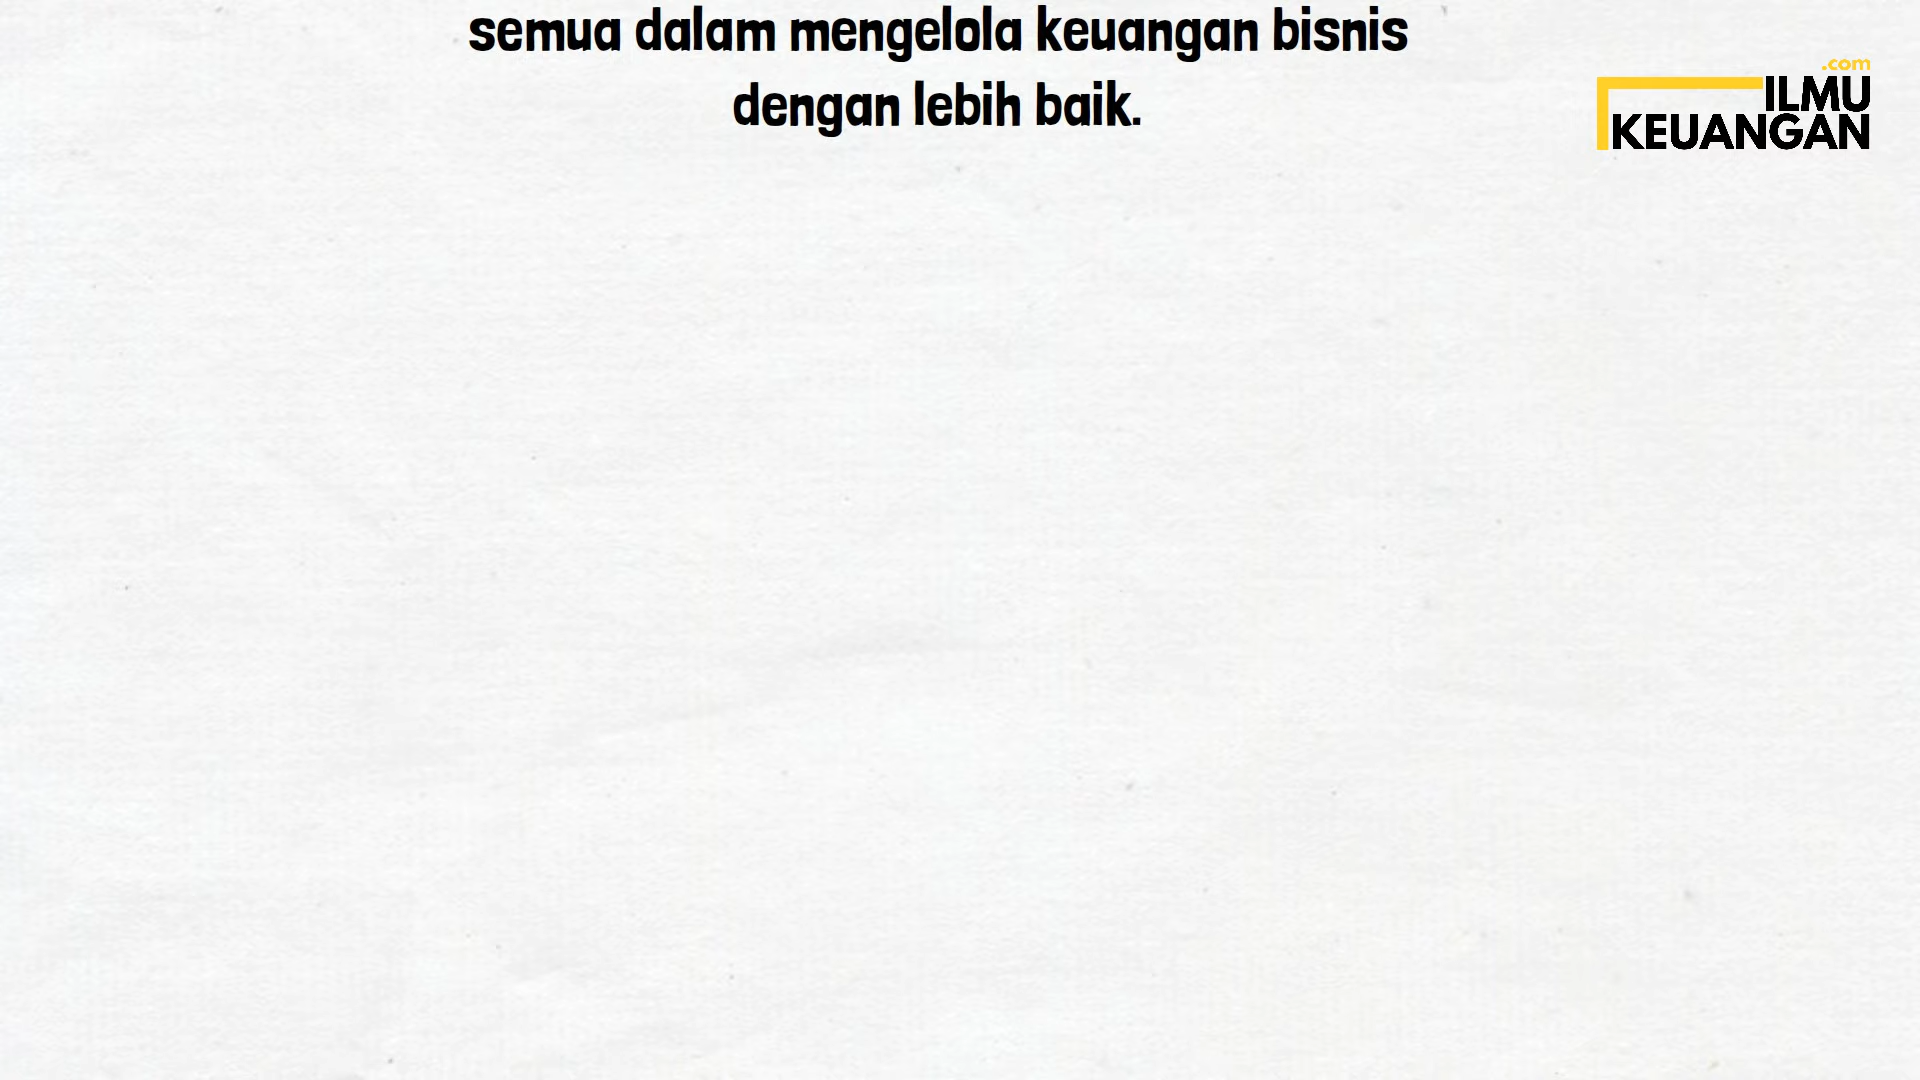 semua dalam mengelola keuangan bisnis
dengan lebih baik.
.com
ILMU
KEUANGAN